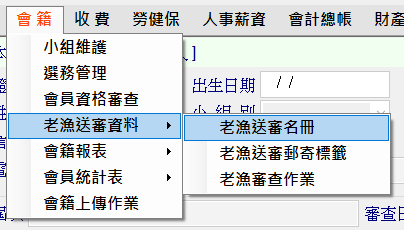 會籍 收費 勞健保 人事薪資 會計總帳 財產
小組維護
選務管理
會員資格審查
老漁送審資料
會籍報表
會員統計表
會籍上傳作業
老漁送審名冊
老漁送審郵寄標籤
老漁審查作業
]
出生日期 / /
小組別
審查日